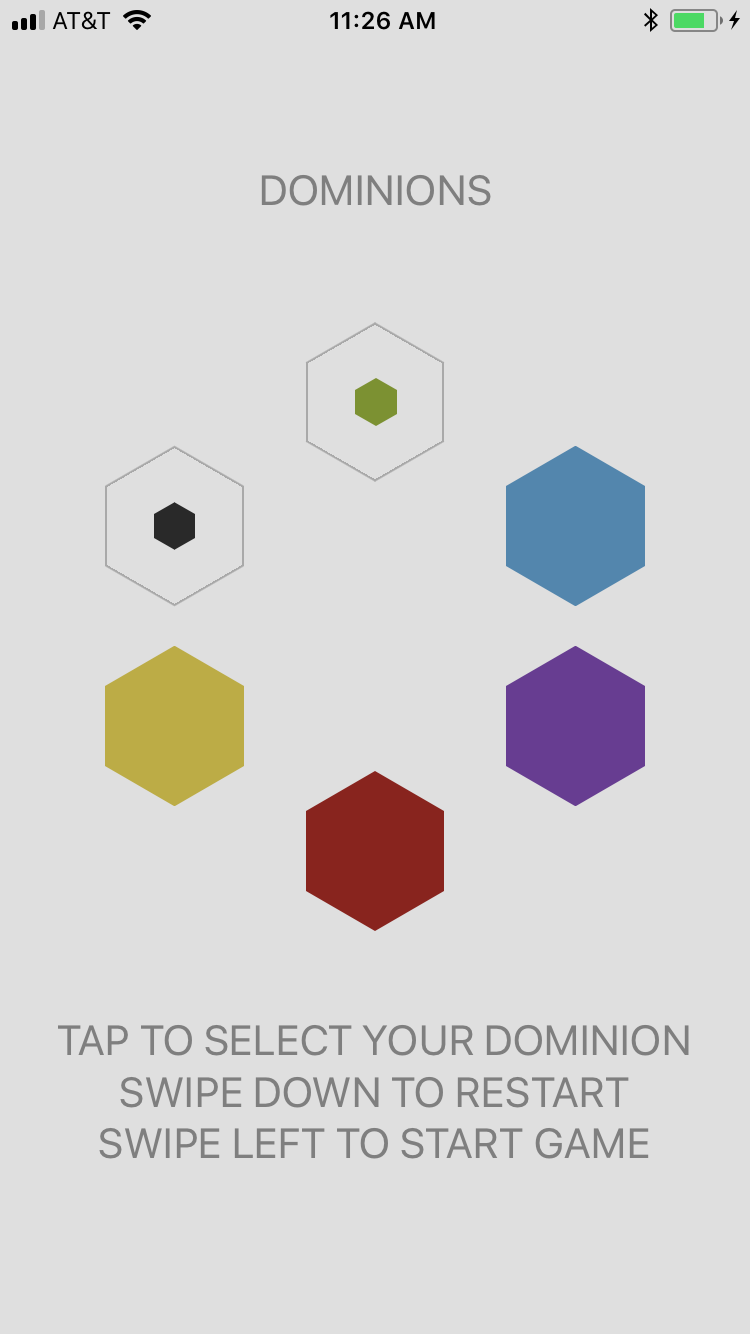 AT&T 11:26 AM
DOMINIONS
TAP TO SELECT YOUR DOMINION
SWIPE DOWN TO RESTART
SWIPE LEFT TO START GAME